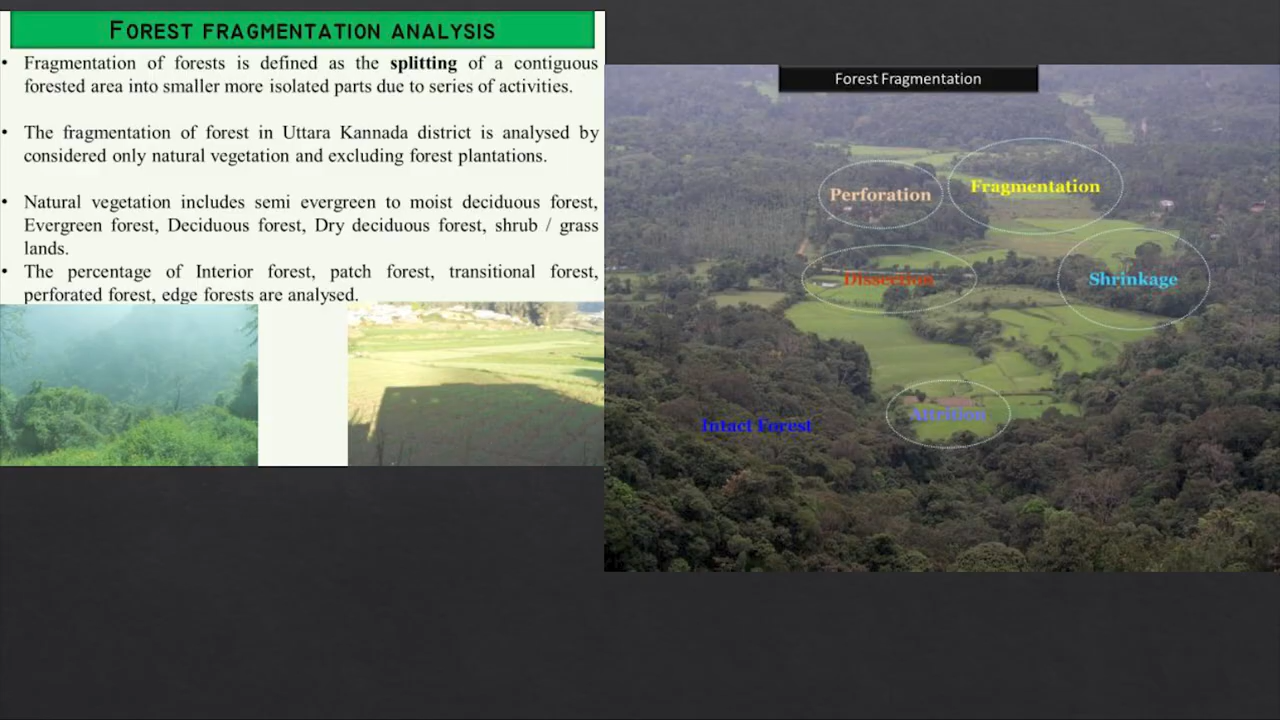 FOREST FRAGMENTATION ANALYSIS
• Fragmentation of forests is defined as the splitting of a contiguous
forested area into smaller more isolated parts due to series of activities.
• The fragmentation of forest in Uttara Kannada district is analysed by
considered only natural vegetation and excluding forest plantations.
• Natural vegetation includes semi evergreen to moist deciduous forest,
Evergreen forest, Deciduous forest, Dry deciduous forest, shrub / grass
lands.
• The percentage of Interior forest, patch forest, transitional forest,
perforated forest, edge forests are analysed.
Forest Fragmentation
Perforation
Fragmentation
Dissection
Shrinkage
Attrition
Intact Forest